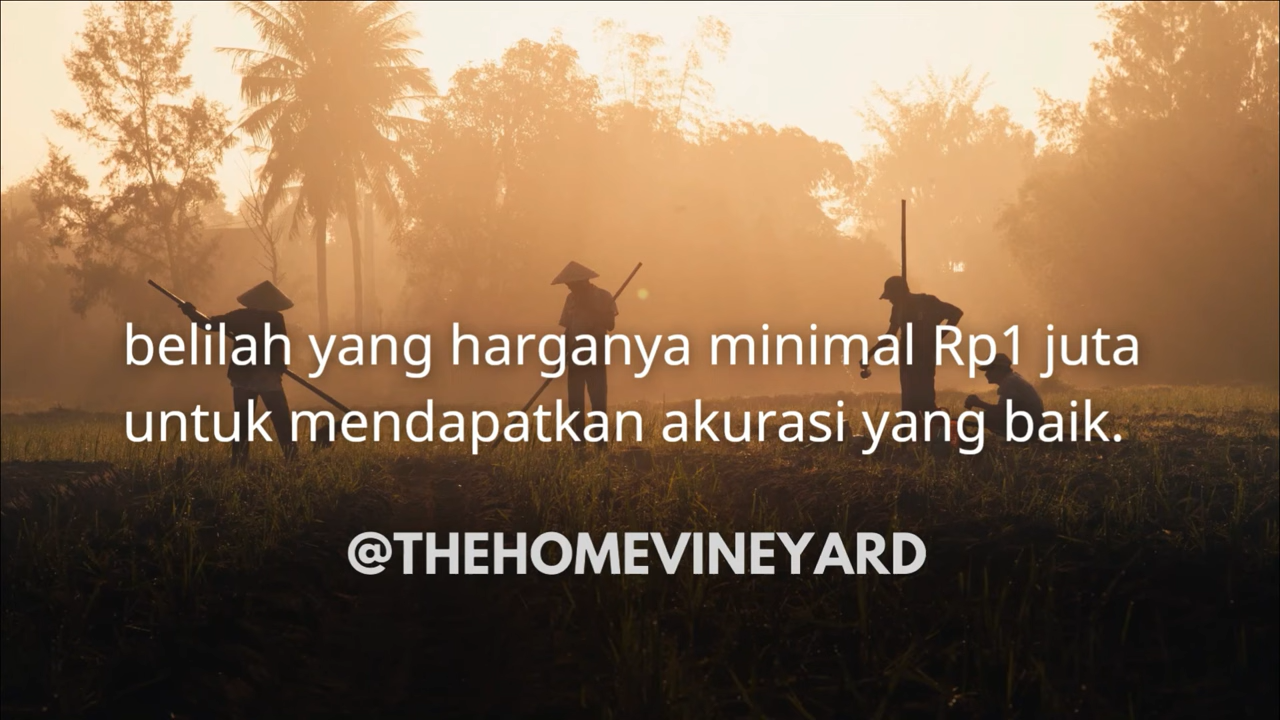 belilah yang harganya minimal Rp1 juta
untuk mendapatkan akurasi yang baik.
@THEHOMEVINEYARD